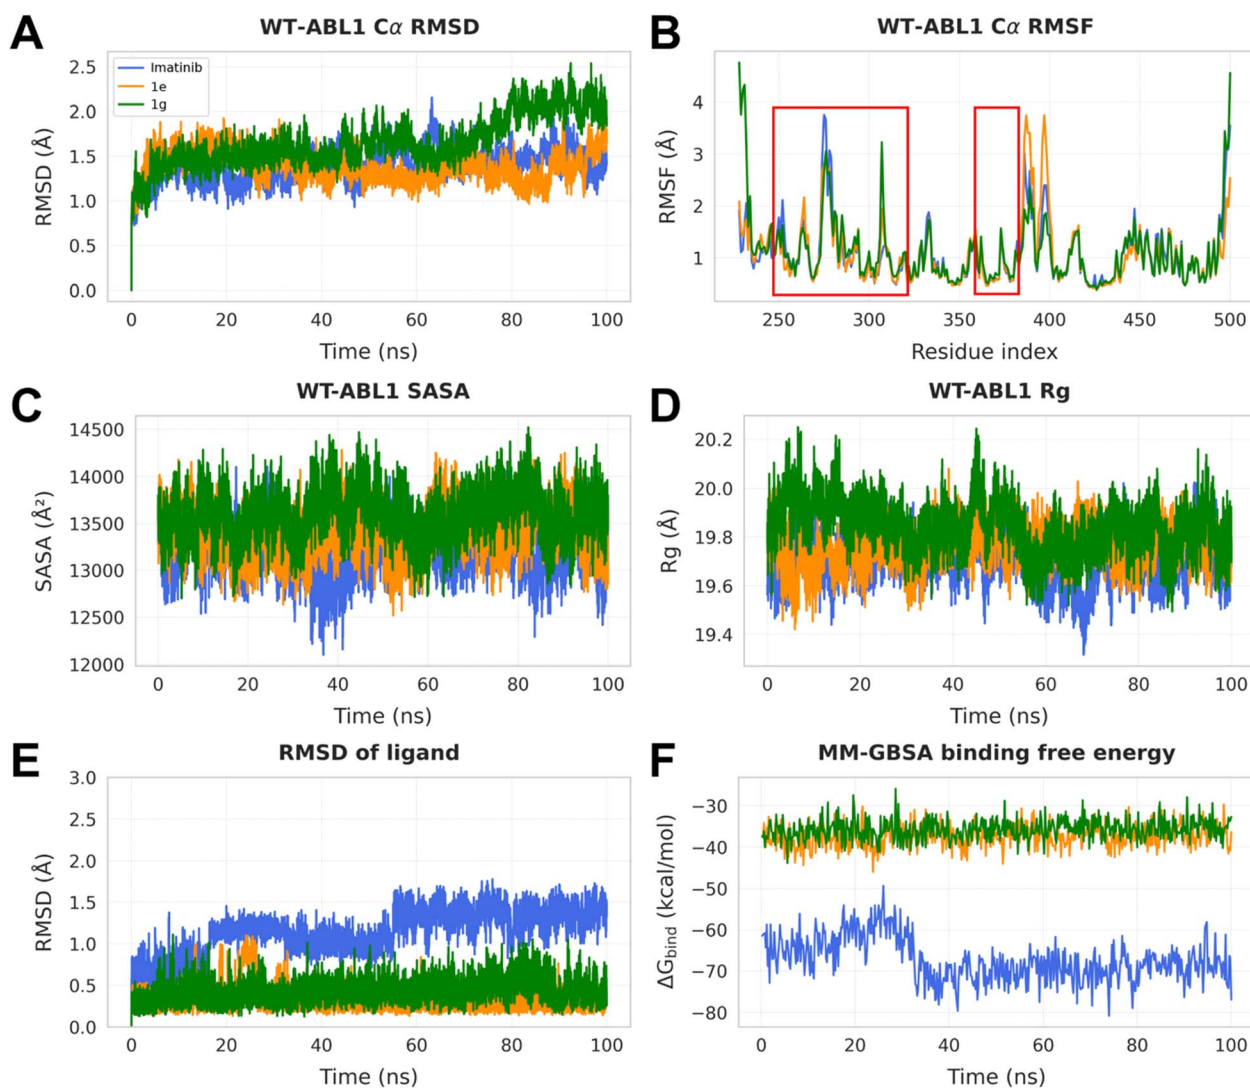 A
WT-ABL1 Cα RMSD
Imatinib
1e
1g
RMSD (Å)
2.5
2.0
1.5
1.0
0.5
0.0
0 20 40 60 80 100
Time (ns)
B
WT-ABL1 Cα RMSF
RMSF (Å)
4
3
2
1
250 300 350 400 450 500
Residue index
C
WT-ABL1 SASA
SASA (Å²)
14500
14000
13500
13000
12500
12000
0 20 40 60 80 100
Time (ns)
D
WT-ABL1 Rg
Rg (Å)
20.2
20.0
19.8
19.6
19.4
0 20 40 60 80 100
Time (ns)
E
RMSD of ligand
RMSD (Å)
3.0
2.5
2.0
1.5
1.0
0.5
0.0
0 20 40 60 80 100
Time (ns)
F
MM-GBSA binding free energy
ΔGbind (kcal/mol)
−30
−40
−50
−60
−70
−80
0 20 40 60 80 100
Time (ns)